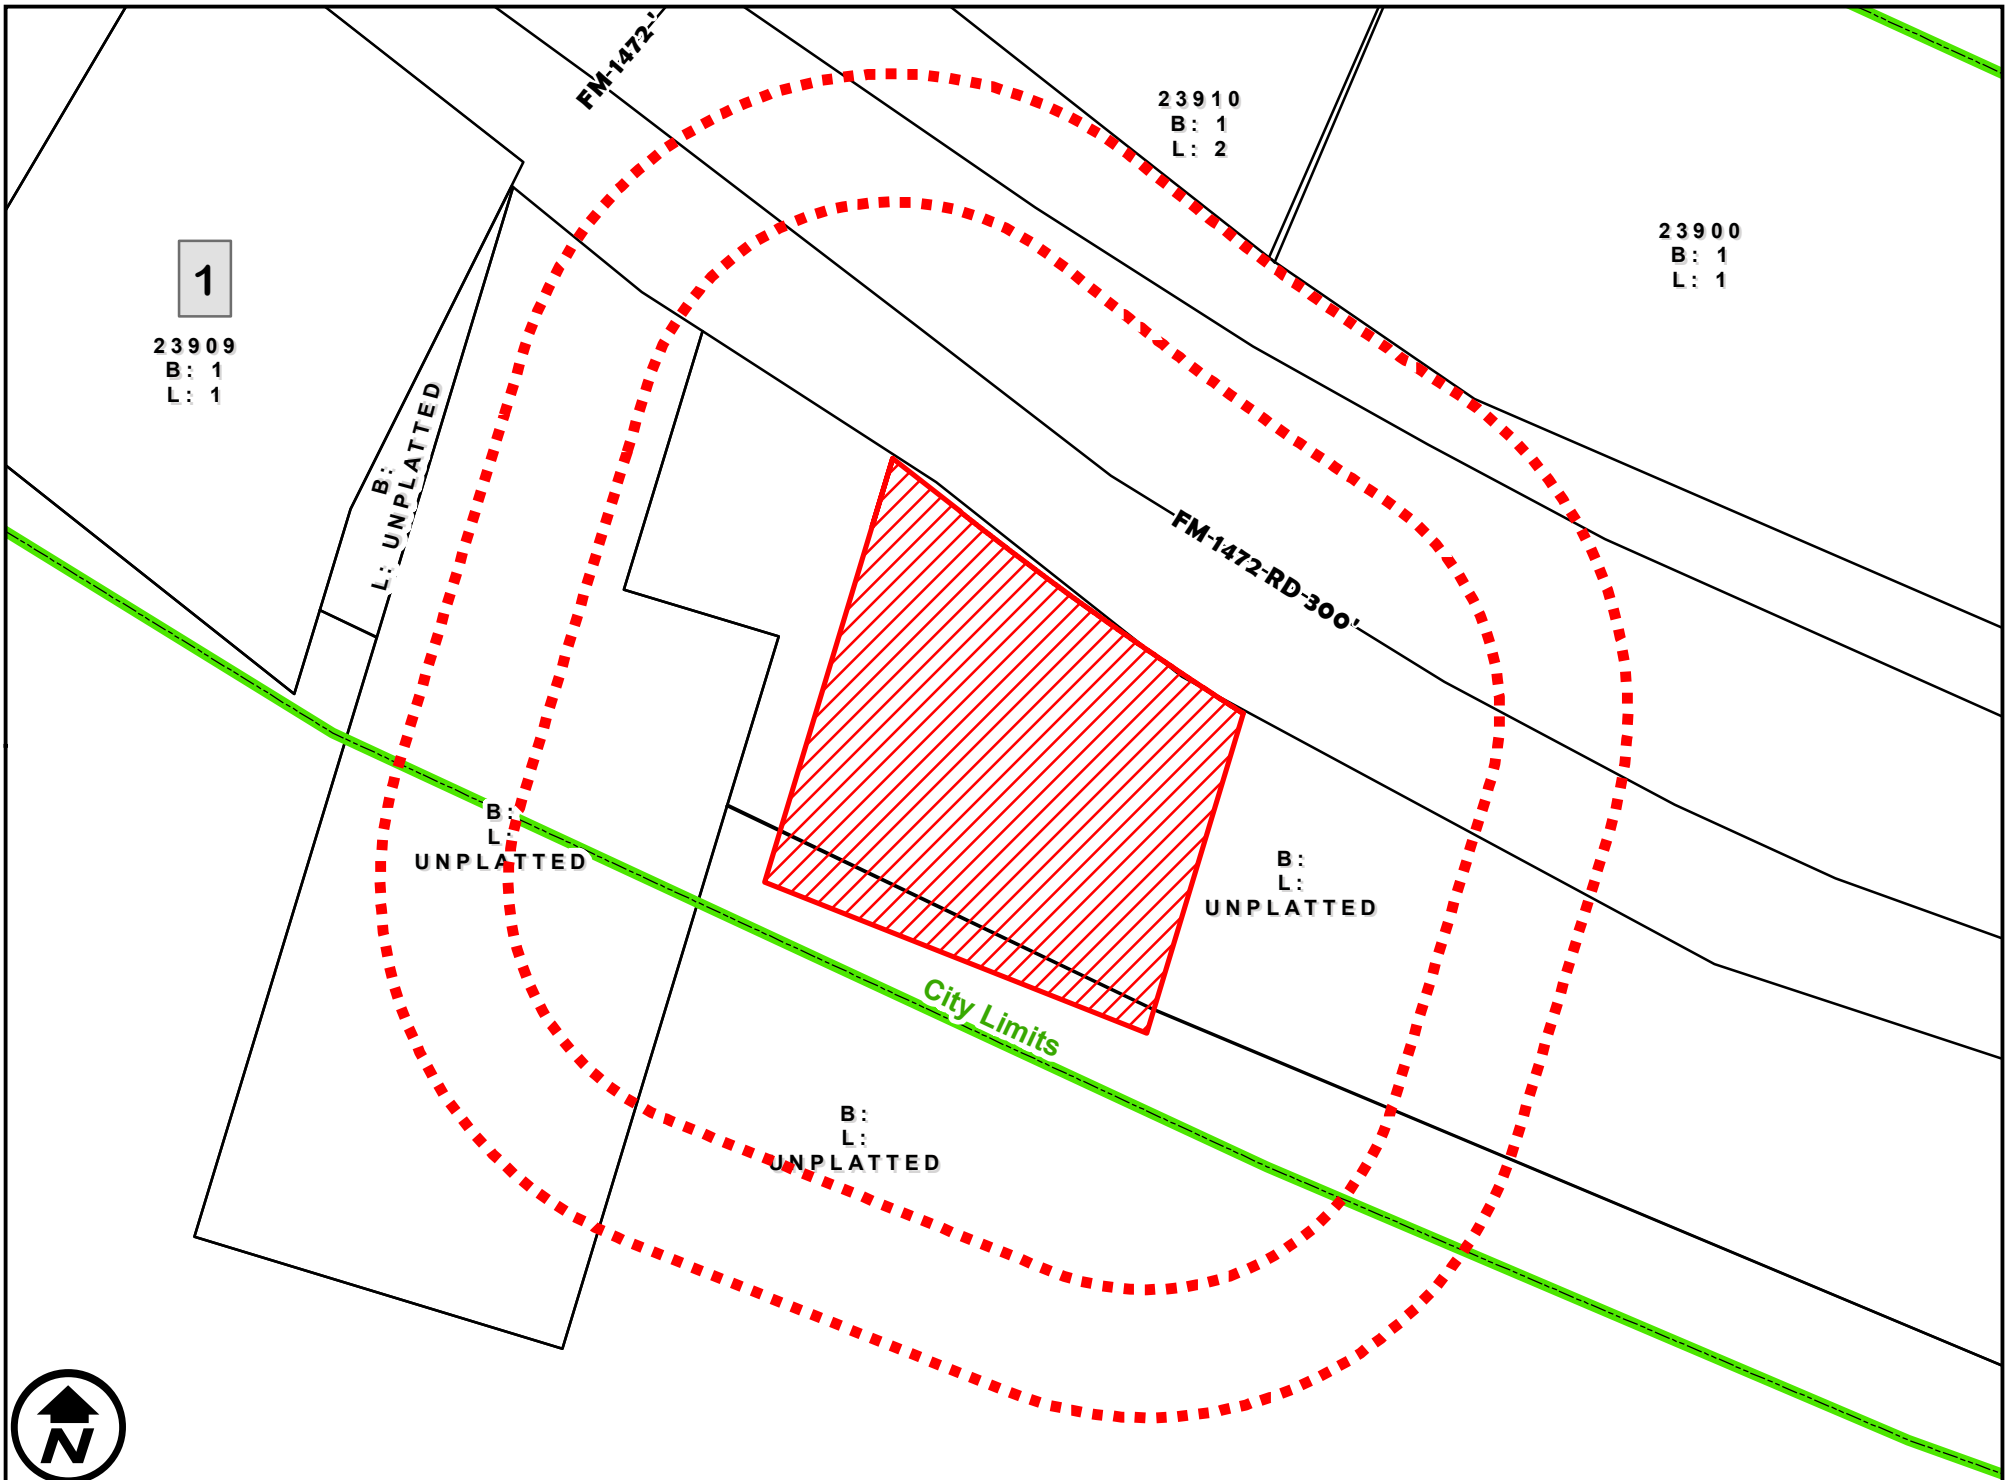 FM-1472-'
23910
B: 1
L: 2
23900
B: 1
L: 1
1
23909
B: 1
L: 1
B:
L: UNPLATTED
FM-1472-RD-300'
B:
L:
UNPLATTED
B:
L:
UNPLATTED
City Limits
B:
L:
UNPLATTED
N